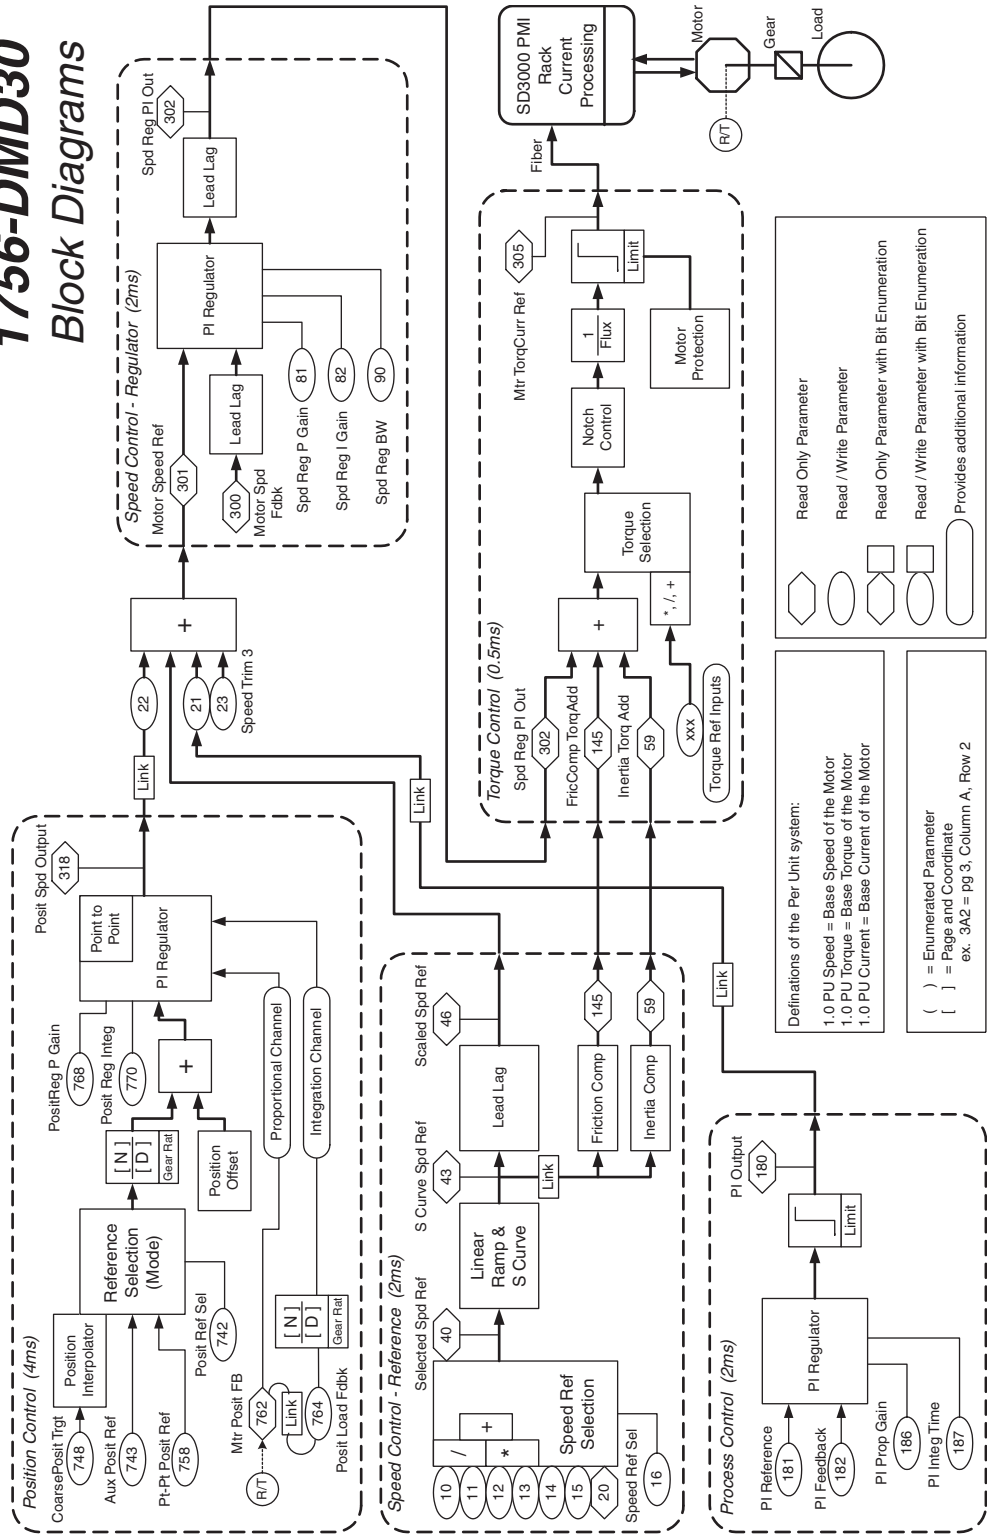 1756-DMD30
Block Diagrams
Position Control (4ms)
CoarsePosit Trgt
748
Position
Interpolator
Aux Posit Ref
743
Pt-Pt Posit Ref
758
Reference
Selection
(Mode)
Posit Ref Sel
742
[ N ]
[ D ]
Gear Rat
Position
Offset
+
PositReg P Gain
768
Posit Reg Integ
770
Point to
Point
PI Regulator
Posit Spd Output
318
Mtr Posit FB
R/T
762
Link
764
Posit Load Fdbk
[ N ]
[ D ]
Gear Rat
Proportional Channel
Integration Channel
Link
22
21
23
Speed Trim 3
+
Speed Control - Regulator (2ms)
Motor Speed Ref
301
300
Motor Spd
Fdbk
Lead Lag
Spd Reg P Gain
81
Spd Reg I Gain
82
Spd Reg BW
90
PI Regulator
Lead Lag
Spd Reg PI Out
302
Speed Control - Reference (2ms)
10
11
12
13
14
15
20
/
*
+
Speed Ref
Selection
Speed Ref Sel
16
Selected Spd Ref
40
Linear
Ramp &
S Curve
S Curve Spd Ref
43
Link
Lead Lag
Friction Comp
Inertia Comp
Scaled Spd Ref
46
145
59
Link
Torque Control (0.5ms)
Spd Reg PI Out
302
FricComp TorqAdd
145
Inertia Torq Add
59
xxx
Torque Ref Inputs
+
*, /, +
Torque
Selection
Notch
Control
1
Flux
Limit
Motor
Protection
Mtr TorqCurr Ref
305
Fiber
SD3000 PMI
Rack
Current
Processing
Motor
R/T
Gear
Load
Process Control (2ms)
PI Reference
181
PI Feedback
182
PI Prop Gain
186
PI Integ Time
187
PI Regulator
Limit
PI Output
180
Link
Definations of the Per Unit system:
1.0 PU Speed = Base Speed of the Motor
1.0 PU Torque = Base Torque of the Motor
1.0 PU Current = Base Current of the Motor
( ) = Enumerated Parameter
[ ] = Page and Coordinate
ex. 3A2 = pg 3, Column A, Row 2
Read Only Parameter
Read / Write Parameter
Read Only Parameter with Bit Enumeration
Read / Write Parameter with Bit Enumeration
Provides additional information